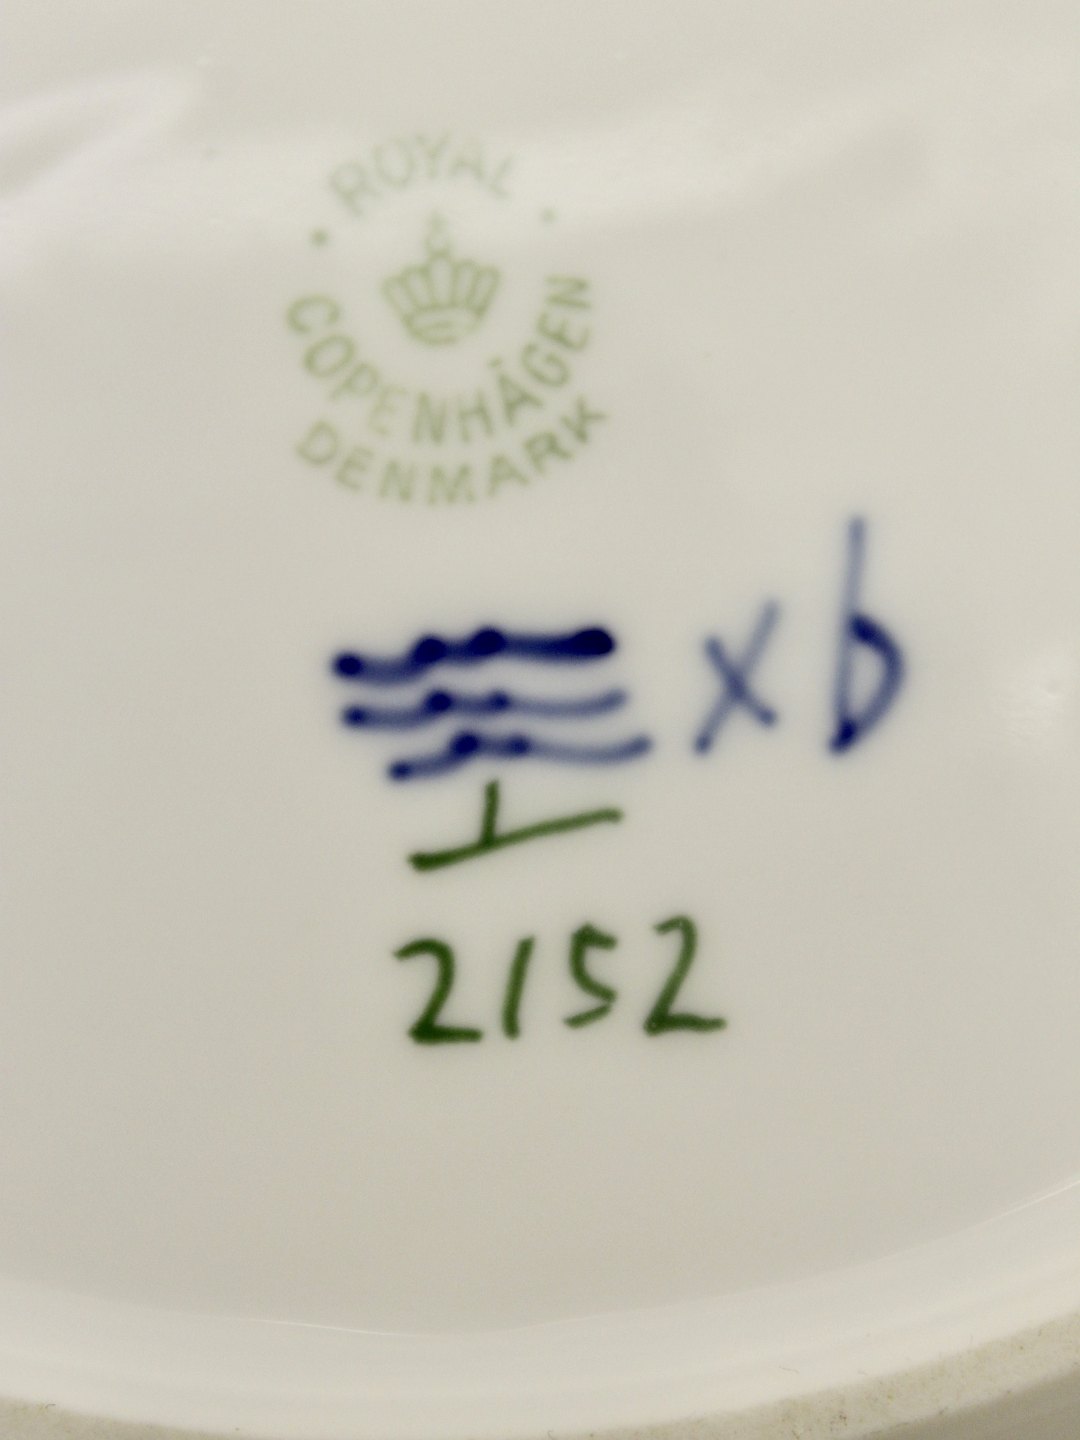 ROYAL
COPENHAGEN
DENMARK
x b
2152